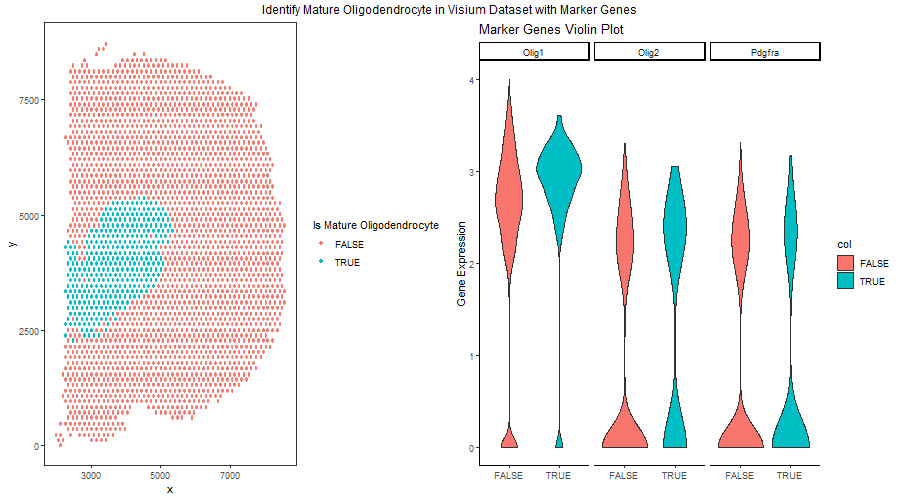 Identify Mature Oligodendrocyte in Visium Dataset with Marker Genes
7500
5000
2500
0
y
3000 5000 7000
x
Is Mature Oligodendrocyte
FALSE
TRUE
Marker Genes Violin Plot
Olig1 Olig2 Pdgfra
4
3
2
1
0
Gene Expression
FALSE TRUE FALSE TRUE FALSE TRUE
col
FALSE
TRUE